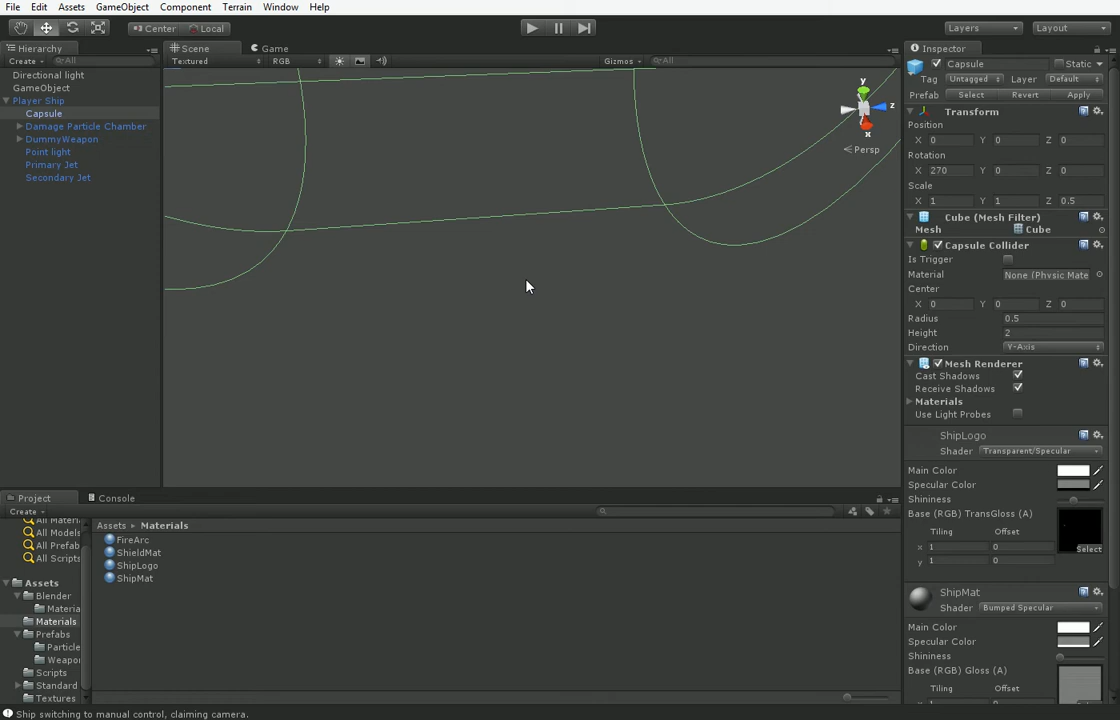 File Edit Assets GameObject Component Terrain Window Help
Center Local Layers Layout
Hierarchy Scene Game Inspector
Create All Textured RGB Gizmos All Capsule Static
Directional light
GameObject
Player Ship
Capsule
Damage Particle Chamber
DummyWeapon
Point light
Primary Jet
Secondary Jet
y
z
x
Persp
Tag Untagged Layer Default
Prefab Select Revert Apply
Transform
Position
X 0 Y 0 Z 0
Rotation
X 270 Y 0 Z 0
Scale
X 1 Y 1 Z 0.5
Cube (Mesh Filter)
Mesh Cube
Capsule Collider
Is Trigger
Material None (Physic Mate
Center
X 0 Y 0 Z 0
Radius 0.5
Height 2
Direction Y-Axis
Mesh Renderer
Cast Shadows
Receive Shadows
Materials
Use Light Probes
ShipLogo
Shader Transparent/Specular
Main Color
Specular Color
Shininess
Base (RGB) TransGloss (A)
Tiling Offset
x 1 0
y 1 0
Select
ShipMat
Shader Bumped Specular
Main Color
Specular Color
Shininess
Base (RGB) Gloss (A)
Tiling Offset
Project Console
Create
All Materi
All Models
All Prefab
All Scripts
Assets
Blender
Materia
Materials
Prefabs
Particle
Weapon
Scripts
Standard
Textures
Assets Materials
FireArc
ShieldMat
ShipLogo
ShipMat
Ship switching to manual control, claiming camera.